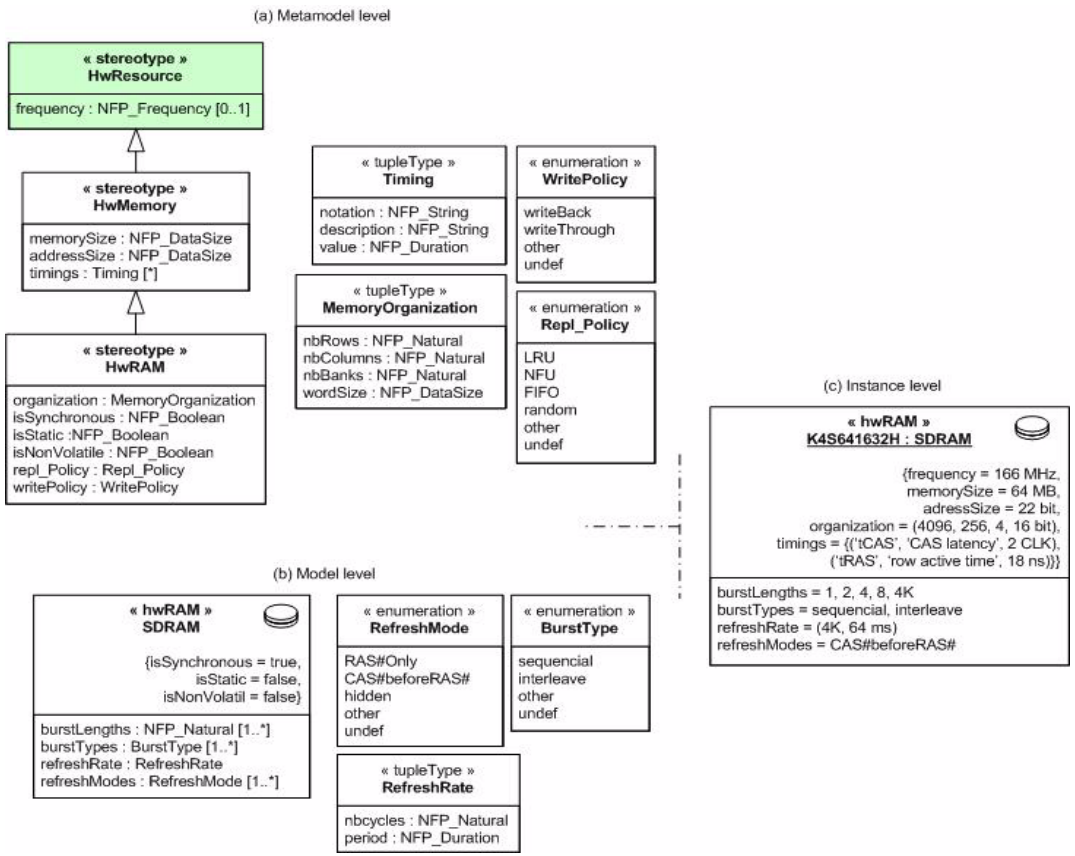 (a) Metamodel level
« stereotype »
HwResource
frequency : NFP_Frequency [0..1]
« stereotype »
HwMemory
memorySize : NFP_DataSize
addressSize : NFP_DataSize
timings : Timing [*]
« stereotype »
HwRAM
organization : MemoryOrganization
isSynchronous : NFP_Boolean
isStatic :NFP_Boolean
isNonVolatile : NFP_Boolean
repl_Policy : Repl_Policy
writePolicy : WritePolicy
« tupleType »
Timing
notation : NFP_String
description : NFP_String
value : NFP_Duration
« enumeration »
WritePolicy
writeBack
writeThrough
other
undef
« tupleType »
MemoryOrganization
nbRows : NFP_Natural
nbColumns : NFP_Natural
nbBanks : NFP_Natural
wordSize : NFP_DataSize
« enumeration »
Repl_Policy
LRU
NFU
FIFO
random
other
undef
(c) Instance level
« hwRAM »
K4S641632H : SDRAM
{frequency = 166 MHz,
memorySize = 64 MB,
adressSize = 22 bit,
organization = (4096, 256, 4, 16 bit),
timings = {('tCAS', 'CAS latency', 2 CLK),
('tRAS', 'row active time', 18 ns)}}
burstLengths = 1, 2, 4, 8, 4K
burstTypes = sequencial, interleave
refreshRate = (4K, 64 ms)
refreshModes = CAS#beforeRAS#
(b) Model level
« hwRAM »
SDRAM
{isSynchronous = true,
isStatic = false,
isNonVolatil = false}
burstLengths : NFP_Natural [1..*]
burstTypes : BurstType [1..*]
refreshRate : RefreshRate
refreshModes : RefreshMode [1..*]
« enumeration »
RefreshMode
RAS#Only
CAS#beforeRAS#
hidden
other
undef
« enumeration »
BurstType
sequencial
interleave
other
undef
« tupleType »
RefreshRate
nbcycles : NFP_Natural
period : NFP_Duration